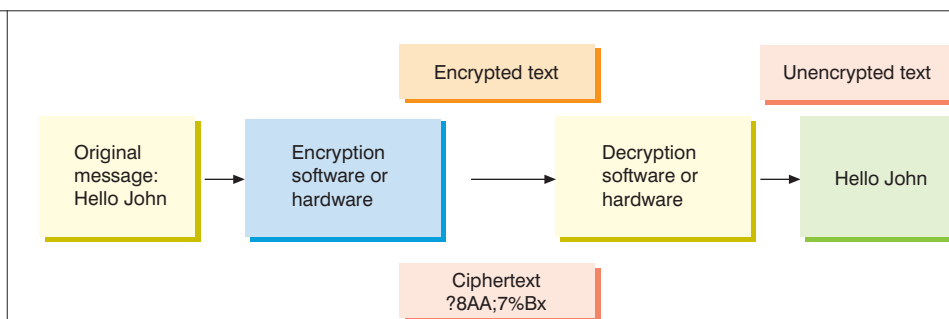 Encrypted text
Unencrypted text
Original
message:
Hello John
Encryption
software or
hardware
Decryption
software or
hardware
Hello John
Ciphertext
?8AA;7%Bx